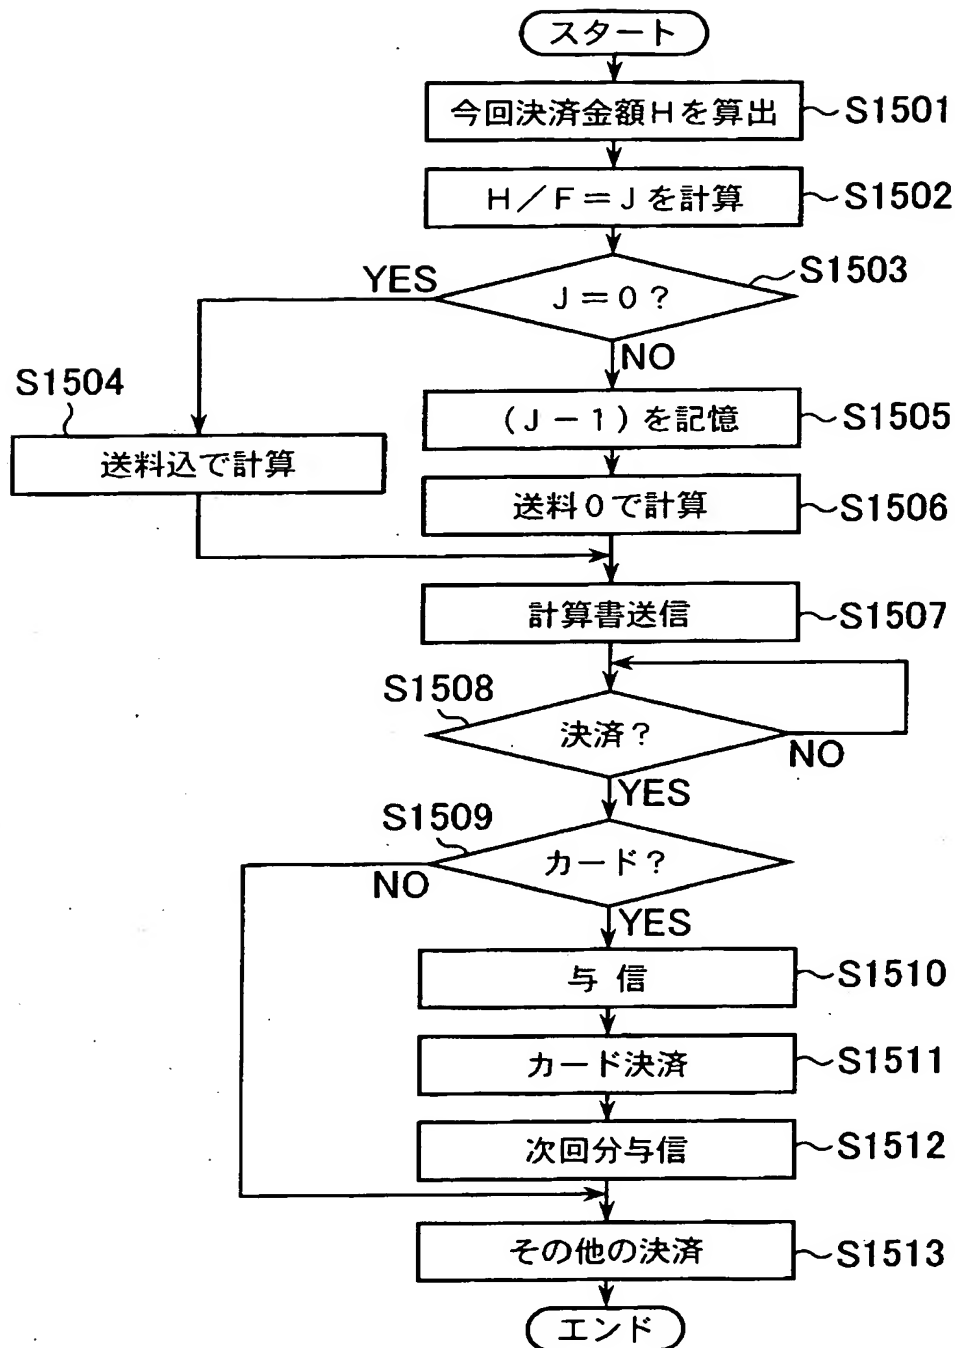 スタート
今回決済金額Hを算出
S1501
H/F=Jを計算
S1502
J=0?
S1503
YES
NO
S1504
送料込で計算
(J-1)を記憶
S1505
送料0で計算
S1506
計算書送信
S1507
S1508
決済?
NO
YES
S1509
カード?
NO
YES
与信
S1510
カード決済
S1511
次回分与信
S1512
その他の決済
S1513
エンド